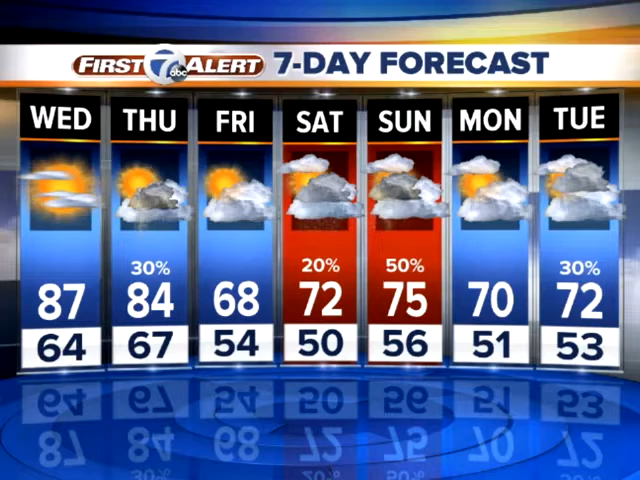 FIRST 7 abc ALERT 7-DAY FORECAST
WED THU FRI SAT SUN MON TUE
30% 20% 50% 30%
87 84 68 72 75 70 72
64 67 54 50 56 51 53